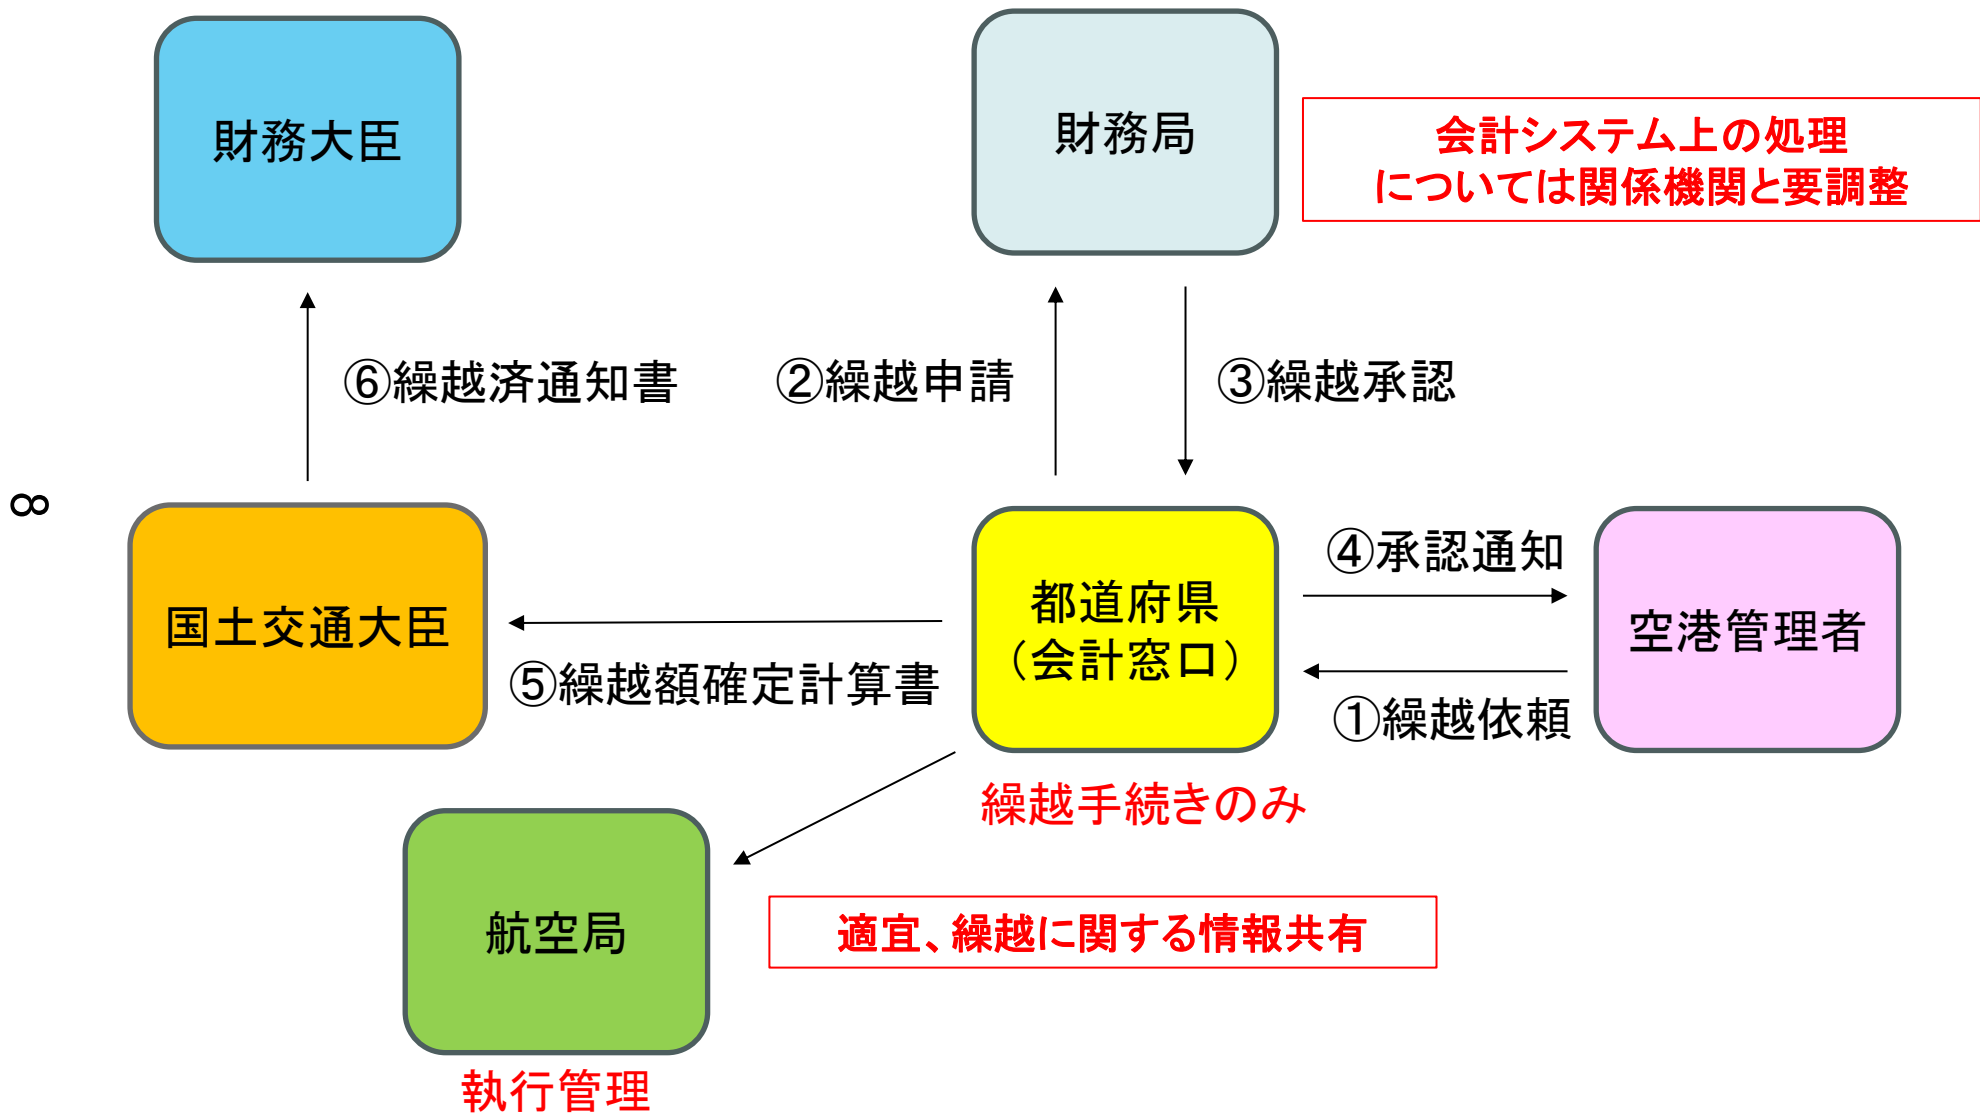 財務大臣
財務局
会計システム上の処理
については関係機関と要調整
⑥繰越済通知書
②繰越申請
③繰越承認
8
国土交通大臣
⑤繰越額確定計算書
都道府県
（会計窓口）
④承認通知
①繰越依頼
空港管理者
繰越手続きのみ
航空局
適宜、繰越に関する情報共有
執行管理